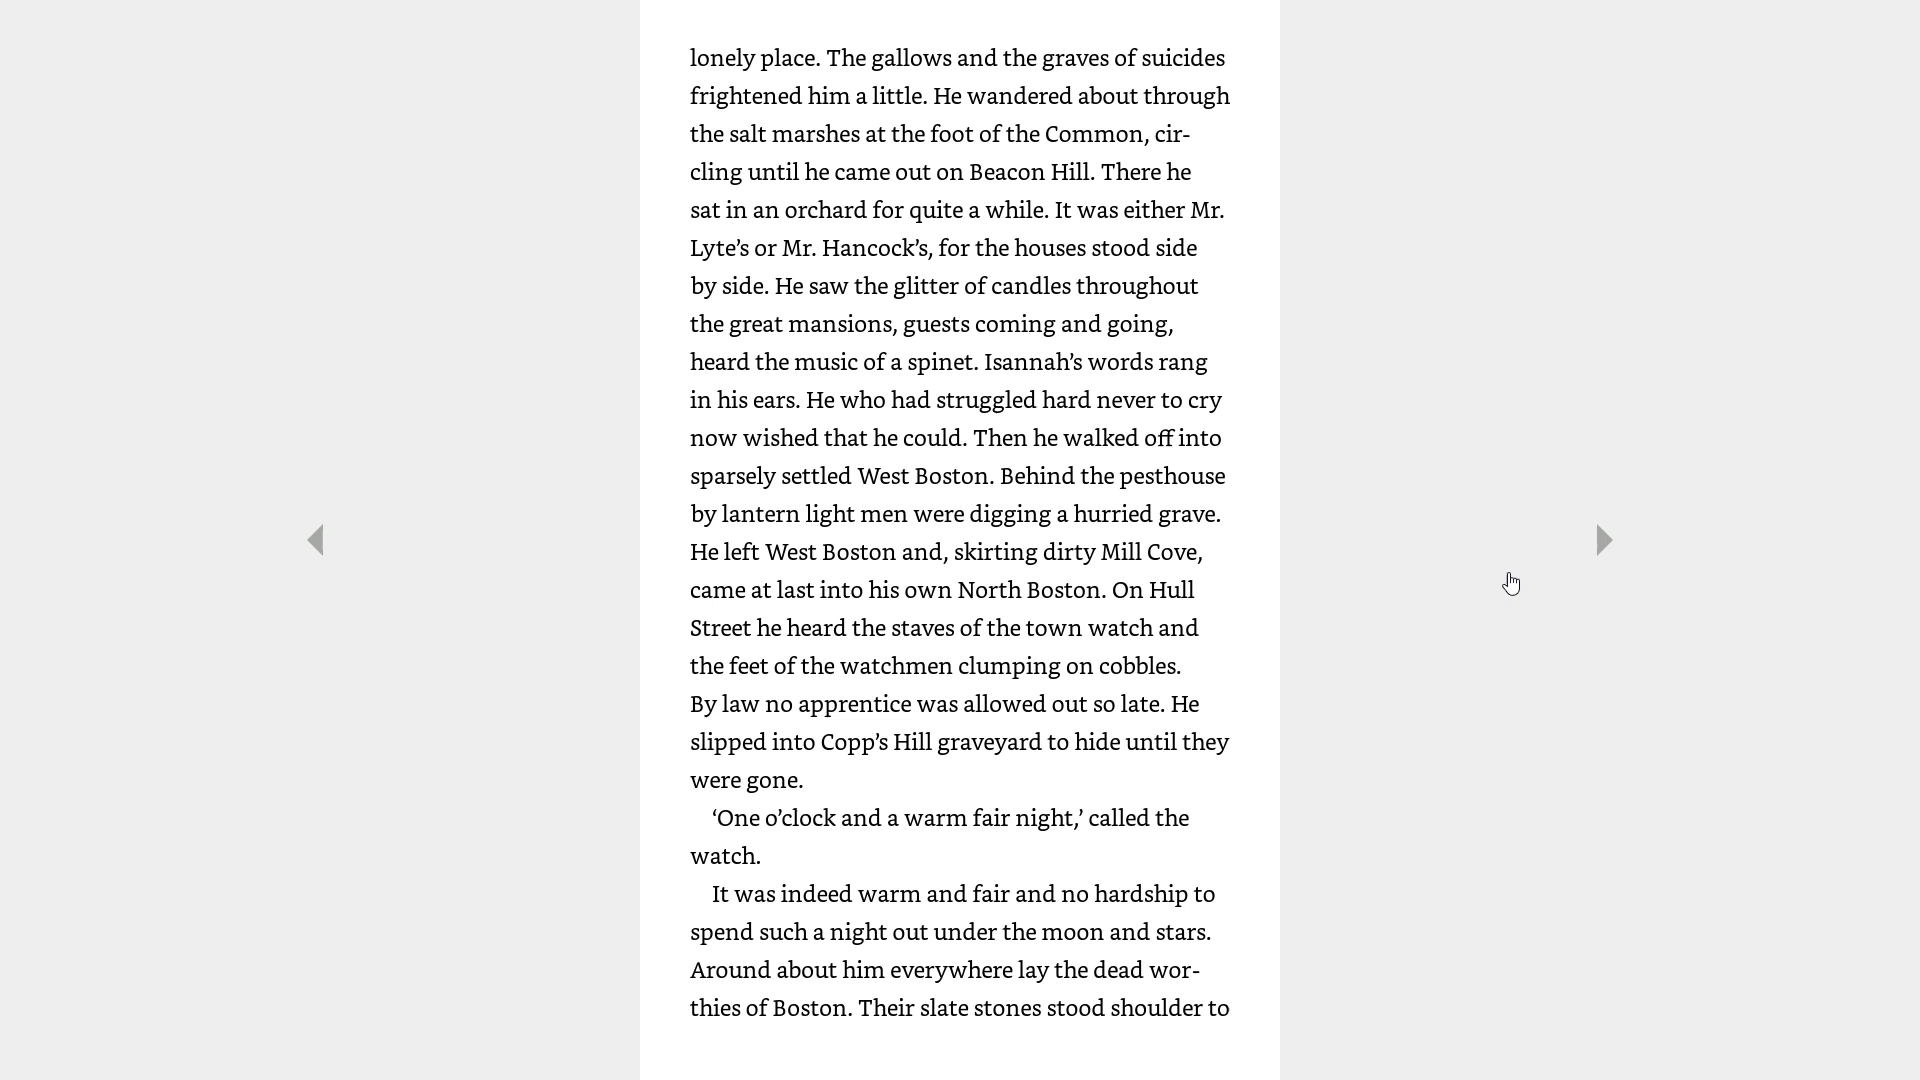 lonely place. The gallows and the graves of suicides
frightened him a little. He wandered about through
the salt marshes at the foot of the Common, cir-
cling until he came out on Beacon Hill. There he
sat in an orchard for quite a while. It was either Mr.
Lyte’s or Mr. Hancock’s, for the houses stood side
by side. He saw the glitter of candles throughout
the great mansions, guests coming and going,
heard the music of a spinet. Isannah’s words rang
in his ears. He who had struggled hard never to cry
now wished that he could. Then he walked off into
sparsely settled West Boston. Behind the pesthouse
by lantern light men were digging a hurried grave.
He left West Boston and, skirting dirty Mill Cove,
came at last into his own North Boston. On Hull
Street he heard the staves of the town watch and
the feet of the watchmen clumping on cobbles.
By law no apprentice was allowed out so late. He
slipped into Copp’s Hill graveyard to hide until they
were gone.
‘One o’clock and a warm fair night,’ called the
watch.
It was indeed warm and fair and no hardship to
spend such a night out under the moon and stars.
Around about him everywhere lay the dead wor-
thies of Boston. Their slate stones stood shoulder to